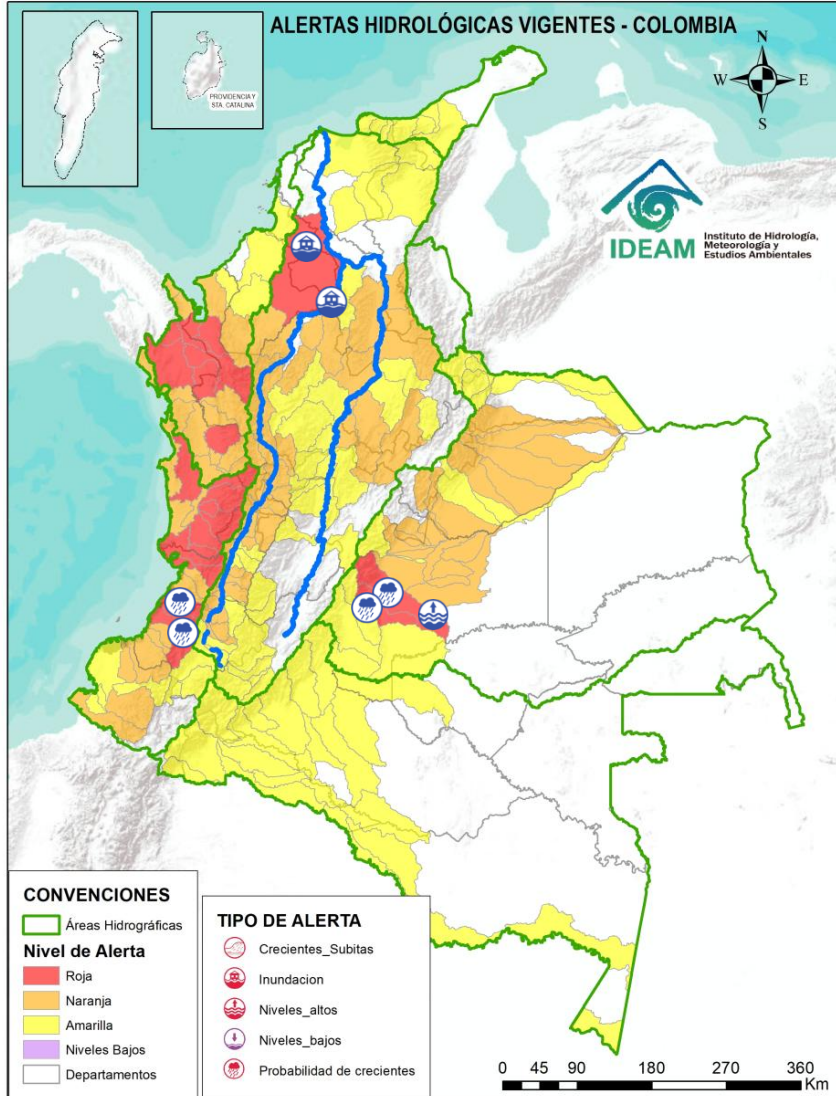 ALERTAS HIDROLÓGICAS VIGENTES - COLOMBIA
PROVIDENCIA Y
STA. CATALINA
N
W
E
S
IDEAM
Instituto de Hidrología,
Meteorología y
Estudios Ambientales
CONVENCIONES
Áreas Hidrográficas
Nivel de Alerta
Roja
Naranja
Amarilla
Niveles Bajos
Departamentos
TIPO DE ALERTA
Crecientes_Subitas
Inundacion
Niveles_altos
Niveles_bajos
Probabilidad de crecientes
0 45 90 180 270 360
Km